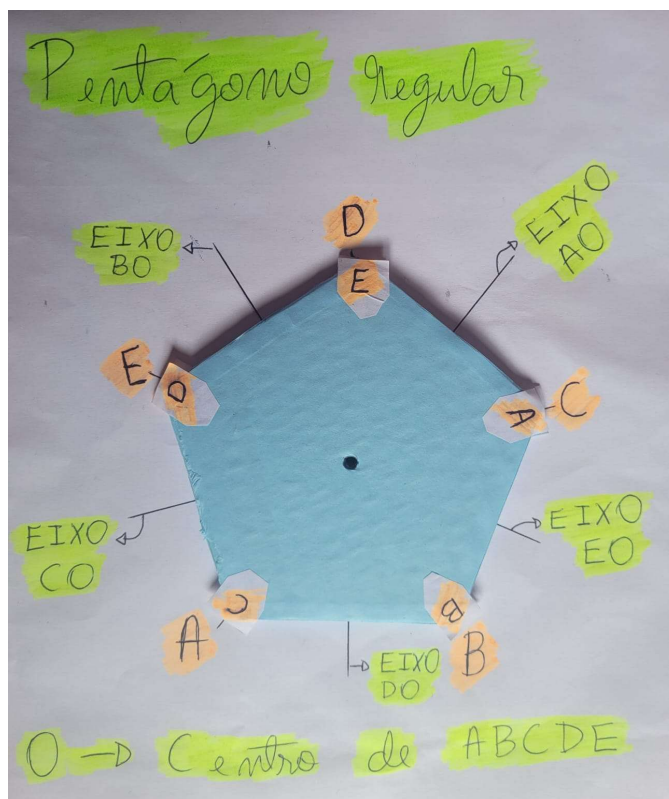 Pentágono regular
D
EIXO
AO
EIXO
BO
E
E
D
A
C
EIXO
CO
EIXO
EO
C
B
A
B
EIXO
DO
O → Centro de ABCDE